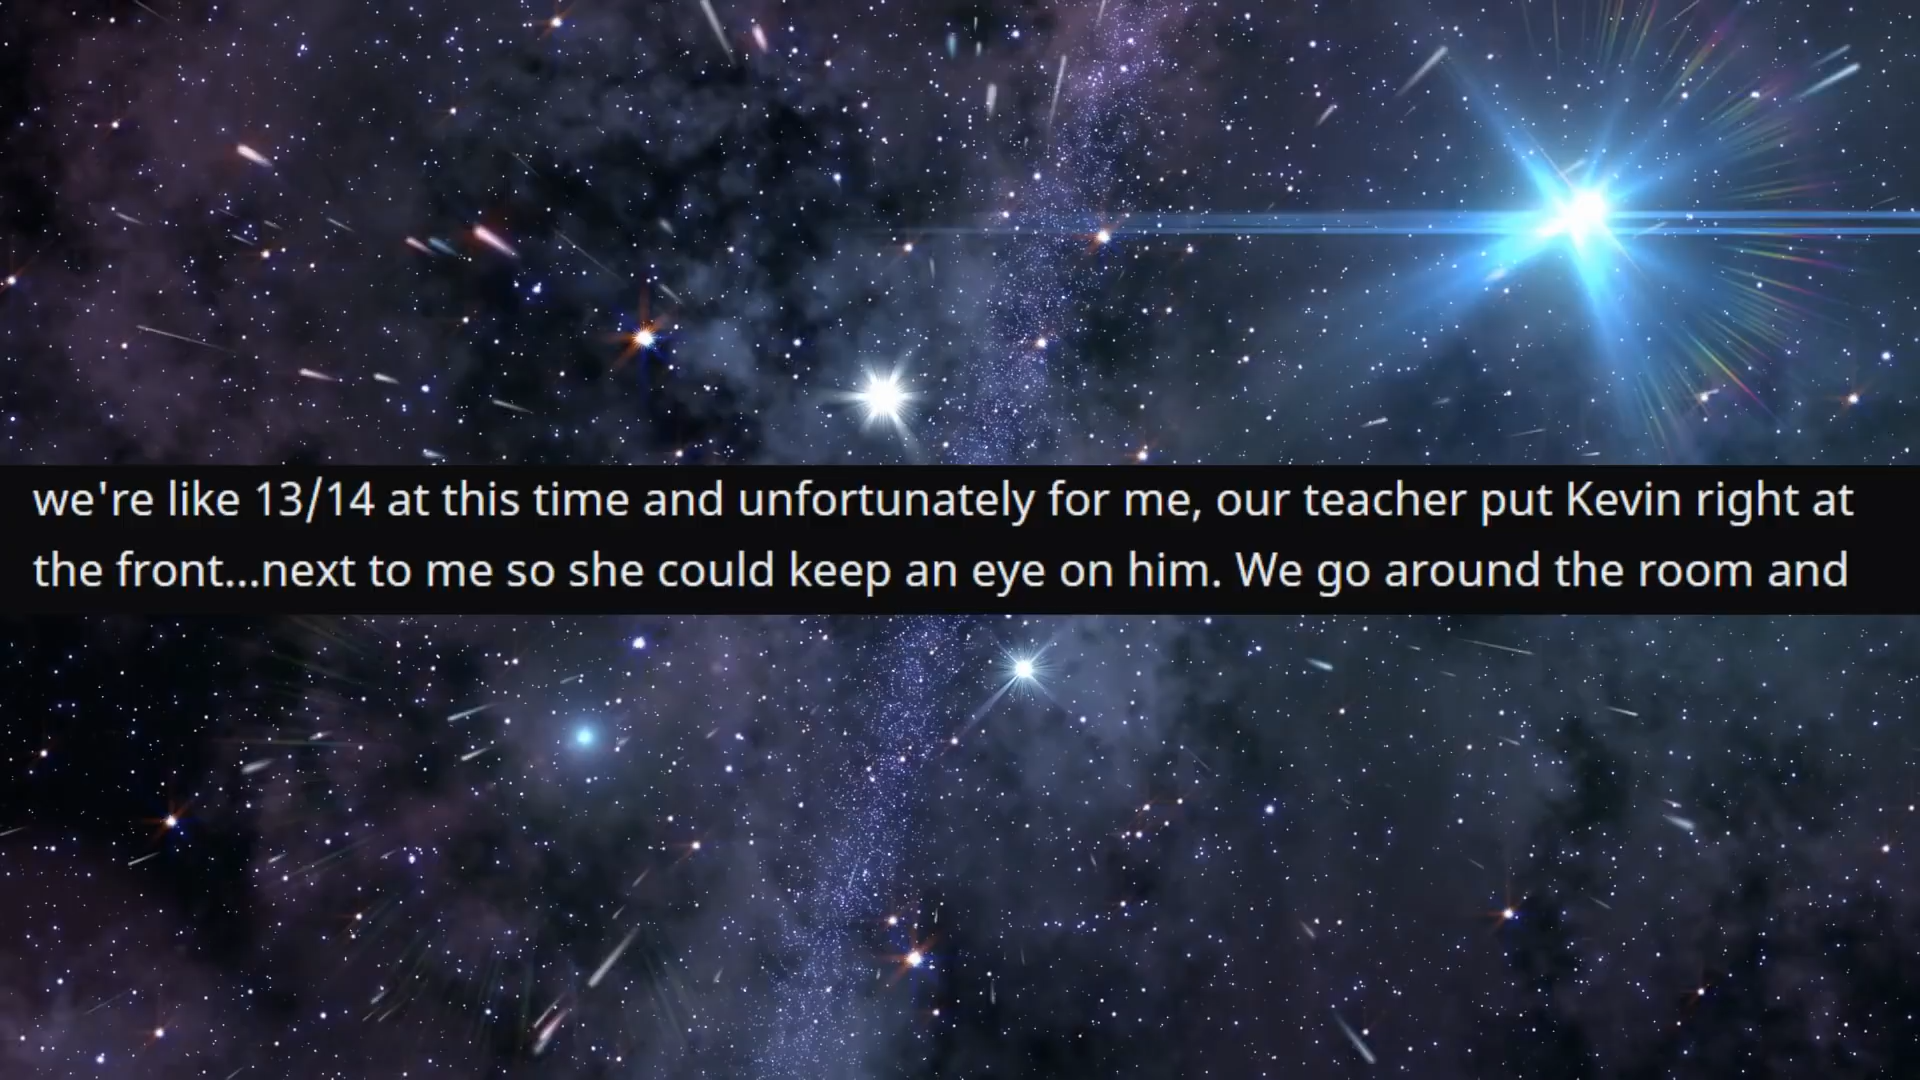 we're like 13/14 at this time and unfortunately for me, our teacher put Kevin right at
the front...next to me so she could keep an eye on him. We go around the room and